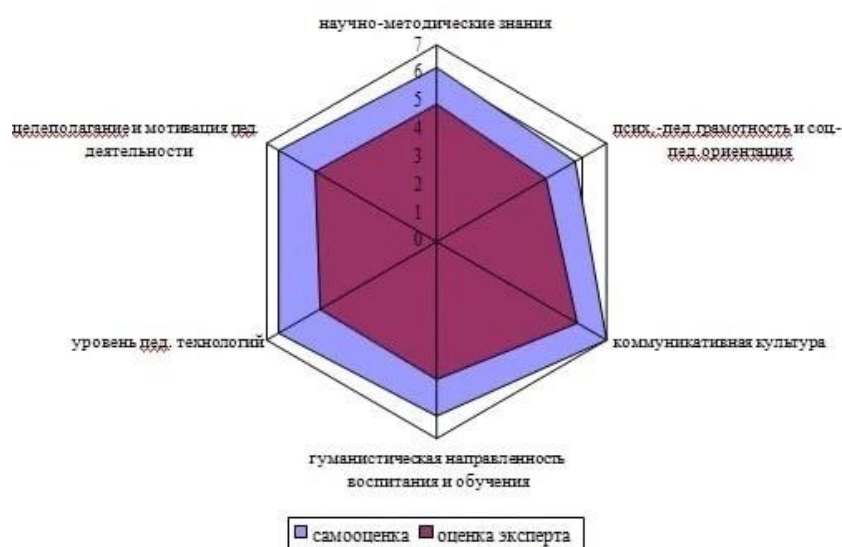 научно-методические знания
7
6
5
4
3
2
1
0
целеполагание и мотивация пед.
деятельности
псих.-пед.грамотность и соц-
пед.ориентация
уровень пед. технологий
коммуникативная культура
гуманистическая направленность
воспитания и обучения
самооценка оценка эксперта